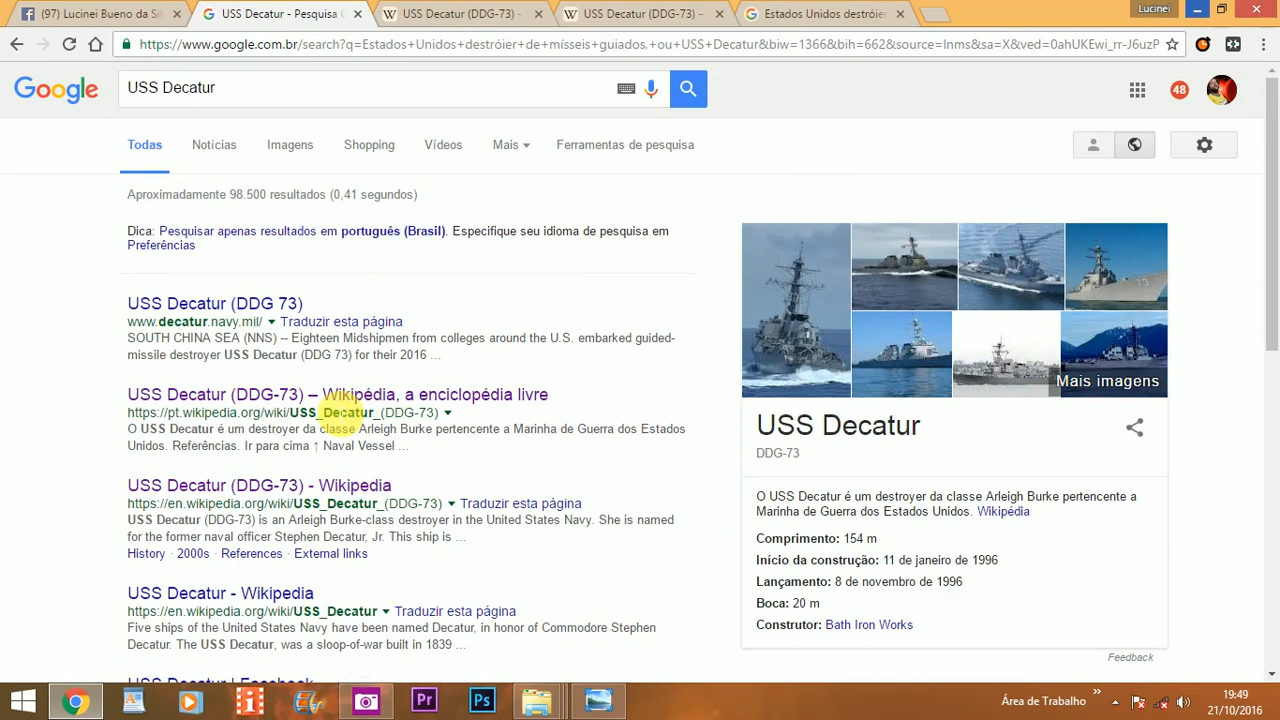 (97) Lucinei Bueno da Sil
USS Decatur - Pesquisa G
USS Decatur (DDG-73) -
USS Decatur (DDG-73) –
Estados Unidos destróier
Lucinei
https://www.google.com.br/search?q=Estados+Unidos+destróier+de+mísseis+guiados,+ou+USS+Decatur&biw=1366&bih=662&source=lnms&sa=X&ved=0ahUKEwi_rr-J6uzP
Google
USS Decatur
48
Todas
Notícias
Imagens
Shopping
Vídeos
Mais
Ferramentas de pesquisa
Aproximadamente 98.500 resultados (0,41 segundos)
Dica: Pesquisar apenas resultados em português (Brasil). Especifique seu idioma de pesquisa em
Preferências
USS Decatur (DDG 73)
www.decatur.navy.mil/ Traduzir esta página
SOUTH CHINA SEA (NNS) -- Eighteen Midshipmen from colleges around the U.S. embarked guided-
missile destroyer USS Decatur (DDG 73) for their 2016 ...
USS Decatur (DDG-73) – Wikipédia, a enciclopédia livre
https://pt.wikipedia.org/wiki/USS_Decatur_(DDG-73)
O USS Decatur é um destroyer da classe Arleigh Burke pertencente a Marinha de Guerra dos Estados
Unidos. Referências. Ir para cima ↑ Naval Vessel ...
USS Decatur (DDG-73) - Wikipedia
https://en.wikipedia.org/wiki/USS_Decatur_(DDG-73) Traduzir esta página
USS Decatur (DDG-73) is an Arleigh Burke-class destroyer in the United States Navy. She is named
for the former naval officer Stephen Decatur, Jr. This ship is ...
History · 2000s · References · External links
USS Decatur - Wikipedia
https://en.wikipedia.org/wiki/USS_Decatur Traduzir esta página
Five ships of the United States Navy have been named Decatur, in honor of Commodore Stephen
Decatur. The USS Decatur, was a sloop-of-war built in 1839 ...
USS Decatur | Facebook
Mais imagens
USS Decatur
DDG-73
O USS Decatur é um destroyer da classe Arleigh Burke pertencente a
Marinha de Guerra dos Estados Unidos. Wikipédia
Comprimento: 154 m
Início da construção: 11 de janeiro de 1996
Lançamento: 8 de novembro de 1996
Boca: 20 m
Construtor: Bath Iron Works
Feedback
Pr
Ps
Área de Trabalho
19:49
21/10/2016